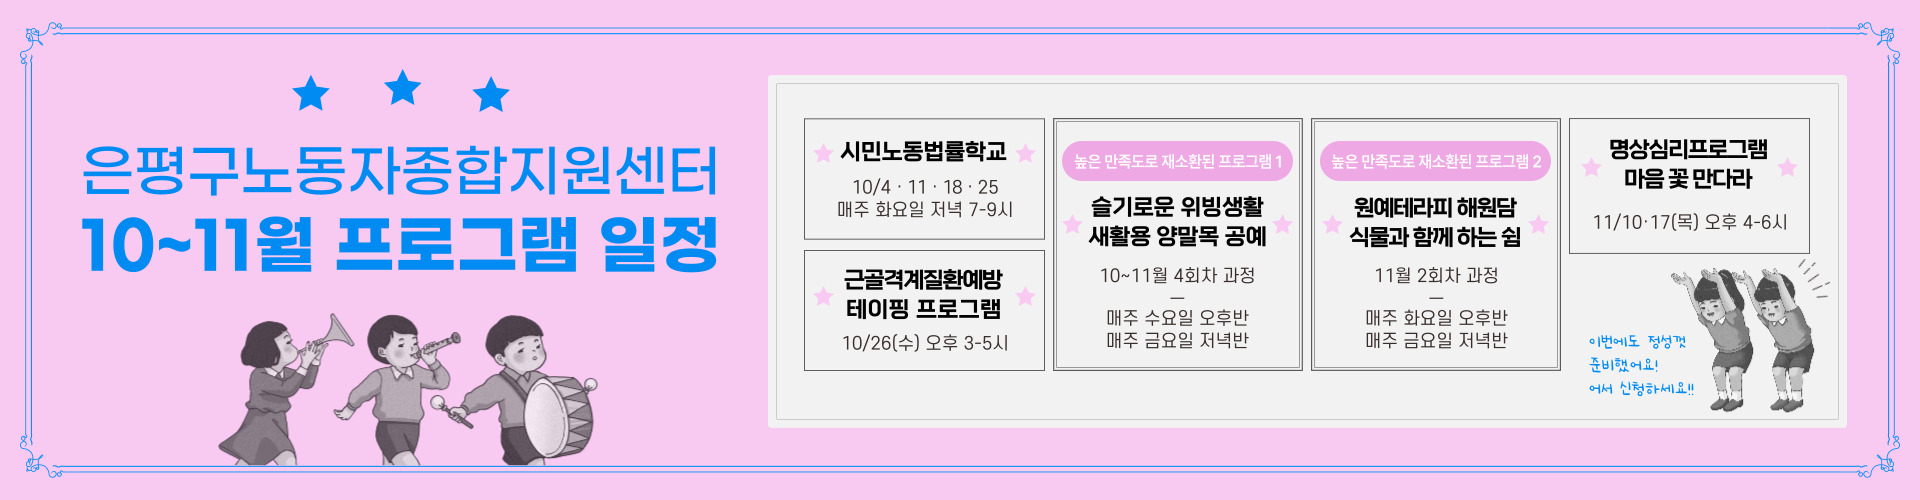 은평구노동자종합지원센터
10~11월 프로그램 일정
시민노동법률학교
10/4 · 11 · 18 · 25
매주 화요일 저녁 7-9시
근골격계질환예방
테이핑 프로그램
10/26(수) 오후 3-5시
높은 만족도로 재소환된 프로그램 1
슬기로운 위빙생활
새활용 양말목 공예
10~11월 4회차 과정
—
매주 수요일 오후반
매주 금요일 저녁반
높은 만족도로 재소환된 프로그램 2
원예테라피 해원담
식물과 함께 하는 쉼
11월 2회차 과정
—
매주 화요일 오후반
매주 금요일 저녁반
명상심리프로그램
마음 꽃 만다라
11/10·17(목) 오후 4-6시
이번에도 정성껏
준비했어요!
어서 신청하세요!!